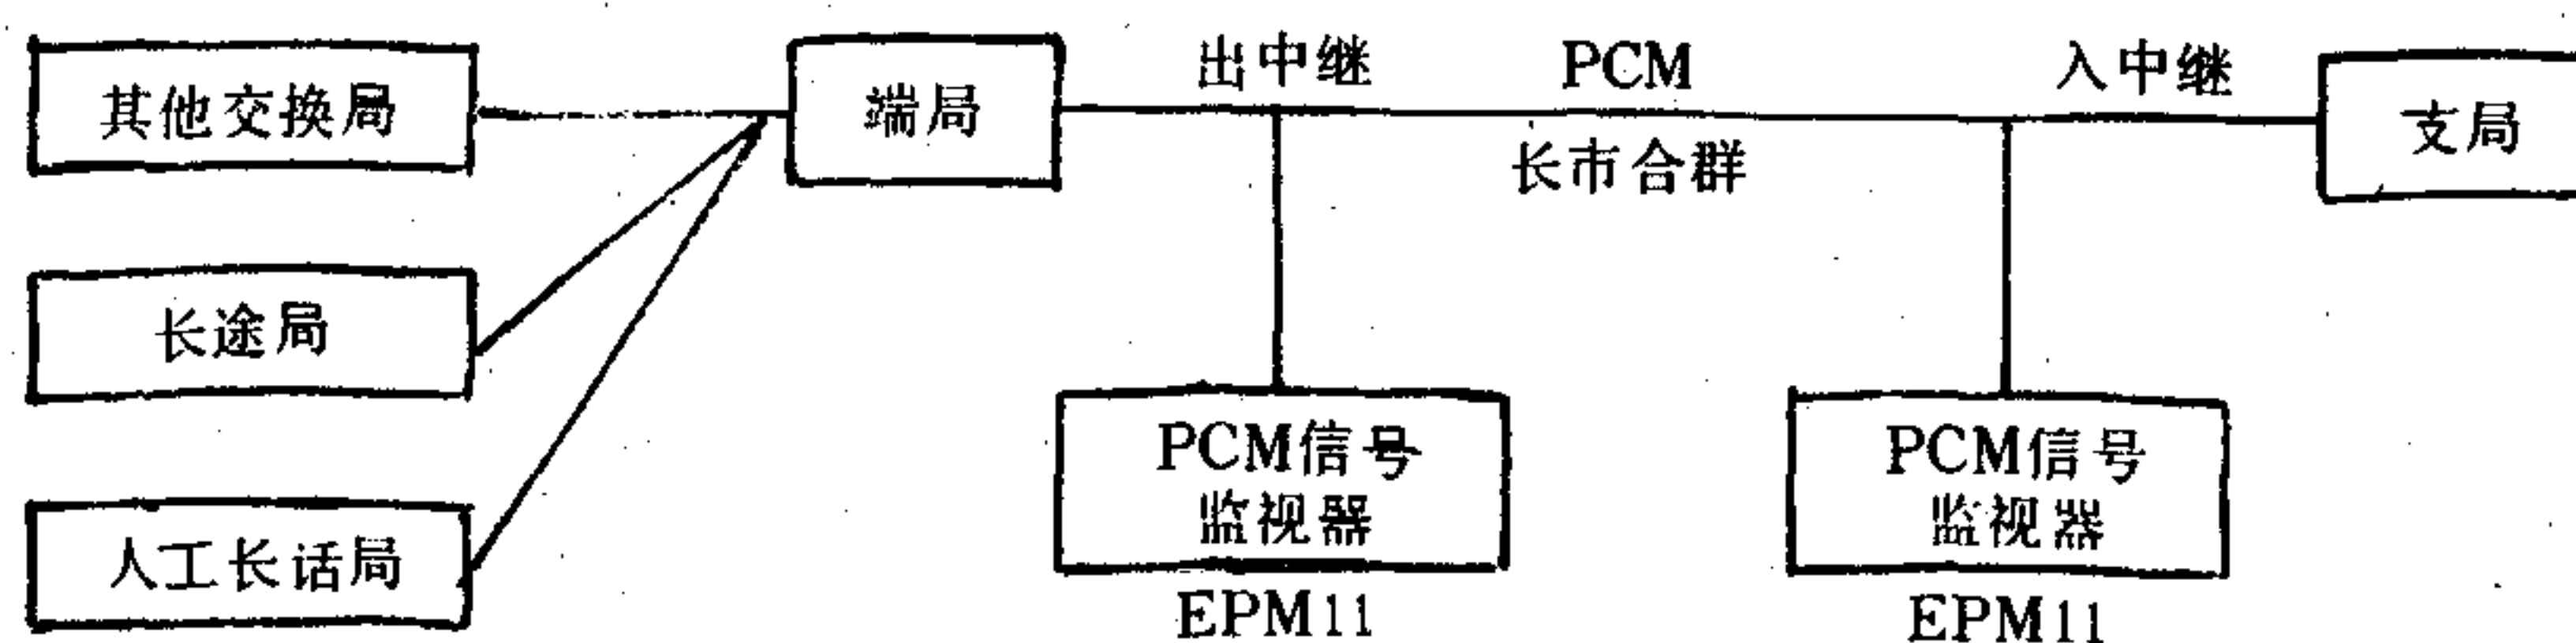 其他交换局
端局
出中继
PCM
入中继
支局
长市合群
长途局
人工长话局
PCM信号
监视器
EPM11
PCM信号
监视器
EPM11